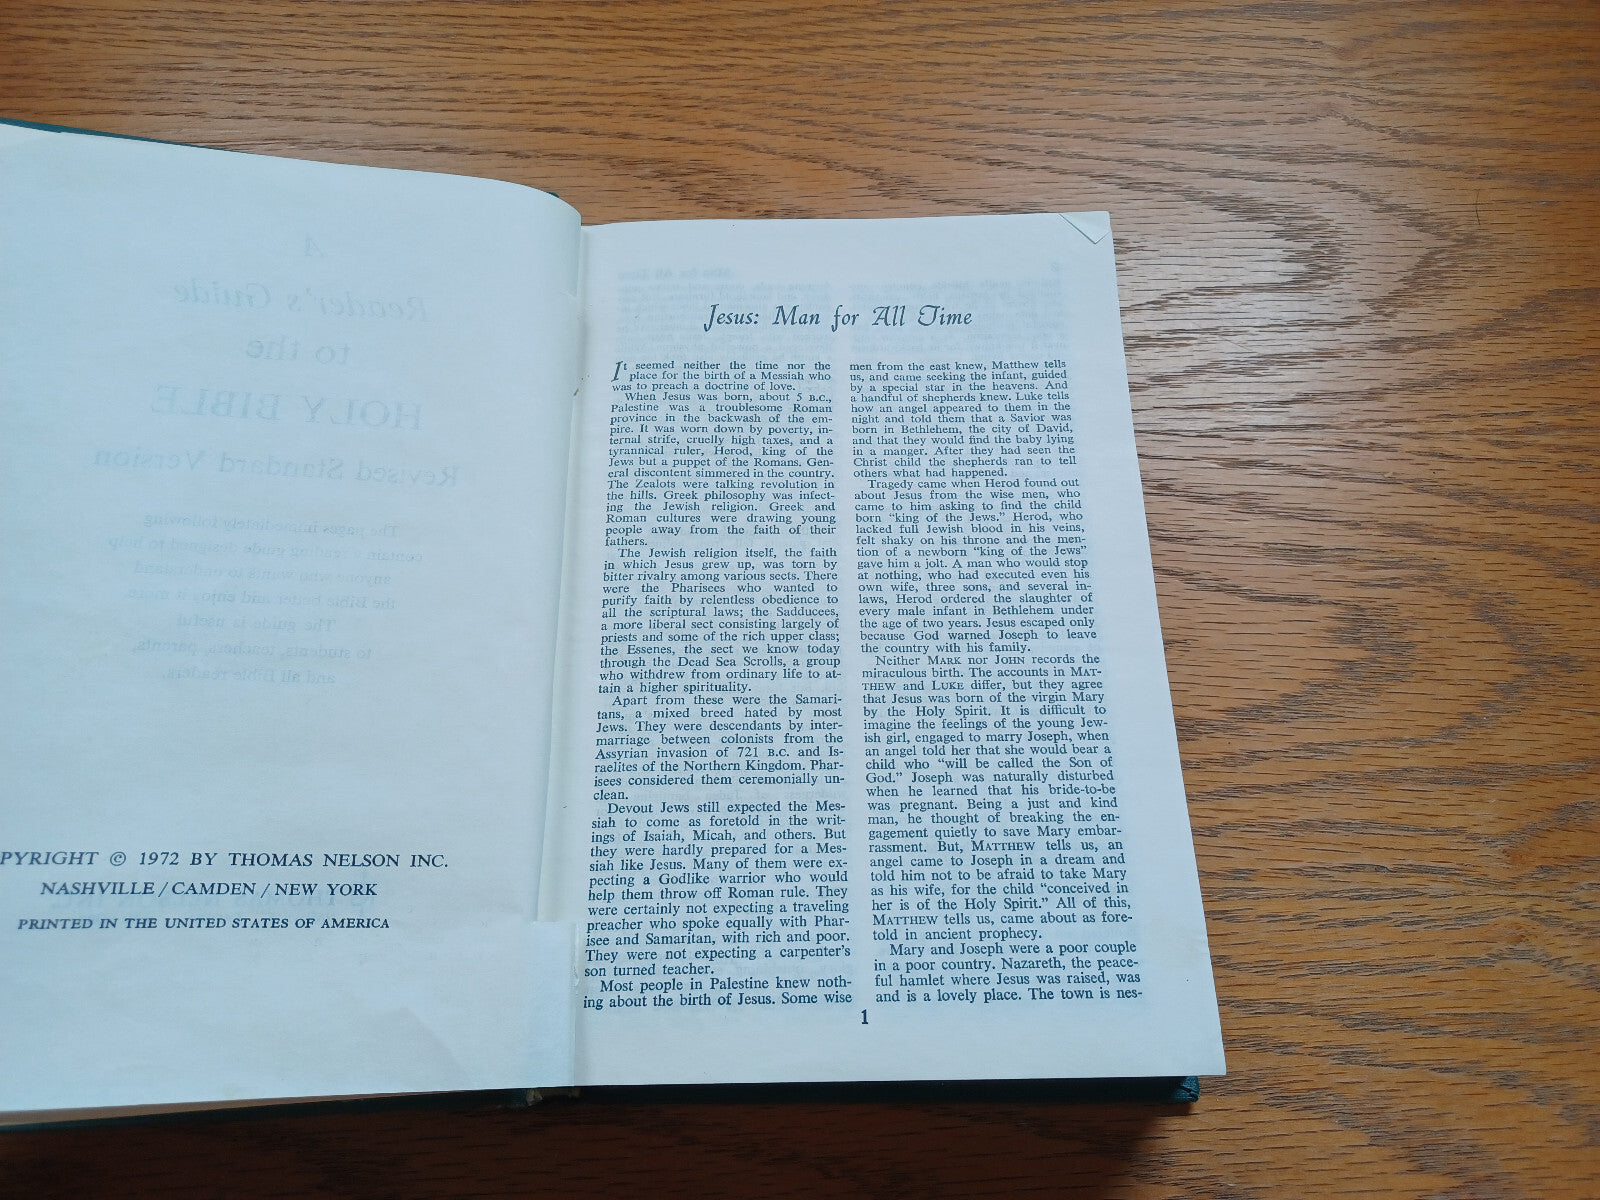 PYRIGHT © 1972 BY THOMAS NELSON INC.
NASHVILLE / CAMDEN / NEW YORK
PRINTED IN THE UNITED STATES OF AMERICA
Jesus: Man for All Time
It seemed neither the time nor the
place for the birth of a Messiah who
was to preach a doctrine of love.
When Jesus was born, about 5 B.C.,
Palestine was a troublesome Roman
province in the backwash of the em-
pire. It was worn down by poverty, in-
ternal strife, cruelly high taxes, and a
tyrannical ruler, Herod, king of the
Jews but a puppet of the Romans. Gen-
eral discontent simmered in the country.
The Zealots were talking revolution in
the hills. Greek philosophy was infect-
ing the Jewish religion. Greek and
Roman cultures were drawing young
people away from the faith of their
fathers.
The Jewish religion itself, the faith
in which Jesus grew up, was torn by
bitter rivalry among various sects. There
were the Pharisees who wanted to
purify faith by relentless obedience to
all the scriptural laws; the Sadducees,
a more liberal sect consisting largely of
priests and some of the rich upper class;
the Essenes, the sect we know today
through the Dead Sea Scrolls, a group
who withdrew from ordinary life to at-
tain a higher spirituality.
Apart from these were the Samari-
tans, a mixed breed hated by most
Jews. They were descendants by inter-
marriage between colonists from the
Assyrian invasion of 721 B.C. and Is-
raelites of the Northern Kingdom. Phar-
isees considered them ceremonially un-
clean.
Devout Jews still expected the Mes-
siah to come as foretold in the writ-
ings of Isaiah, Micah, and others. But
they were hardly prepared for a Mes-
siah like Jesus. Many of them were ex-
pecting a Godlike warrior who would
help them throw off Roman rule. They
were certainly not expecting a traveling
preacher who spoke equally with Phar-
isee and Samaritan, with rich and poor.
They were not expecting a carpenter's
son turned teacher.
Most people in Palestine knew noth-
ing about the birth of Jesus. Some wise
men from the east knew, Matthew tells
us, and came seeking the infant, guided
by a special star in the heavens. And
a handful of shepherds knew. Luke tells
how an angel appeared to them in the
night and told them that a Savior was
born in Bethlehem, the city of David,
and that they would find the baby lying
in a manger. After they had seen the
Christ child the shepherds ran to tell
others what had happened.
Tragedy came when Herod found out
about Jesus from the wise men, who
came to him asking to find the child
born "king of the Jews." Herod, who
lacked full Jewish blood in his veins,
felt shaky on his throne and the men-
tion of a newborn "king of the Jews"
gave him a jolt. A man who would stop
at nothing, who had executed even his
own wife, three sons, and several in-
laws, Herod ordered the slaughter of
every male infant in Bethlehem under
the age of two years. Jesus escaped only
because God warned Joseph to leave
the country with his family.
Neither MARK nor JOHN records the
miraculous birth. The accounts in MAT-
THEW and LUKE differ, but they agree
that Jesus was born of the virgin Mary
by the Holy Spirit. It is difficult to
imagine the feelings of the young Jew-
ish girl, engaged to marry Joseph, when
an angel told her that she would bear a
child who "will be called the Son of
God." Joseph was naturally disturbed
when he learned that his bride-to-be
was pregnant. Being a just and kind
man, he thought of breaking the en-
gagement quietly to save Mary embar-
rassment. But, MATTHEW tells us, an
angel came to Joseph in a dream and
told him not to be afraid to take Mary
as his wife, for the child "conceived in
her is of the Holy Spirit." All of this,
MATTHEW tells us, came about as fore-
told in ancient prophecy.
Mary and Joseph were a poor couple
in a poor country. Nazareth, the peace-
ful hamlet where Jesus was raised, was
and is a lovely place. The town is nes-
1